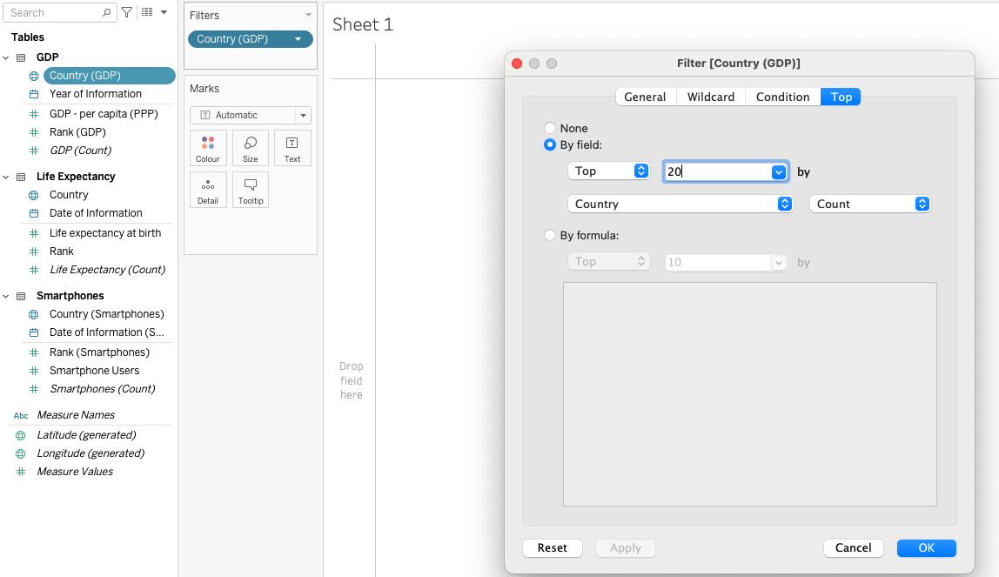 Search
Tables
GDP
Country (GDP)
Year of Information
GDP - per capita (PPP)
Rank (GDP)
GDP (Count)
Life Expectancy
Country
Date of Information
Life expectancy at birth
Rank
Life Expectancy (Count)
Smartphones
Country (Smartphones)
Date of Information (S...
Rank (Smartphones)
Smartphone Users
Smartphones (Count)
Abc Measure Names
Latitude (generated)
Longitude (generated)
Measure Values
Filters
Country (GDP)
Marks
T Automatic
Colour Size T Text
Detail Tooltip
Sheet 1
Drop
field
here
Filter [Country (GDP)]
General Wildcard Condition Top
None
By field:
Top 20 by
Country Count
By formula:
Top 10 by
Reset Apply Cancel OK